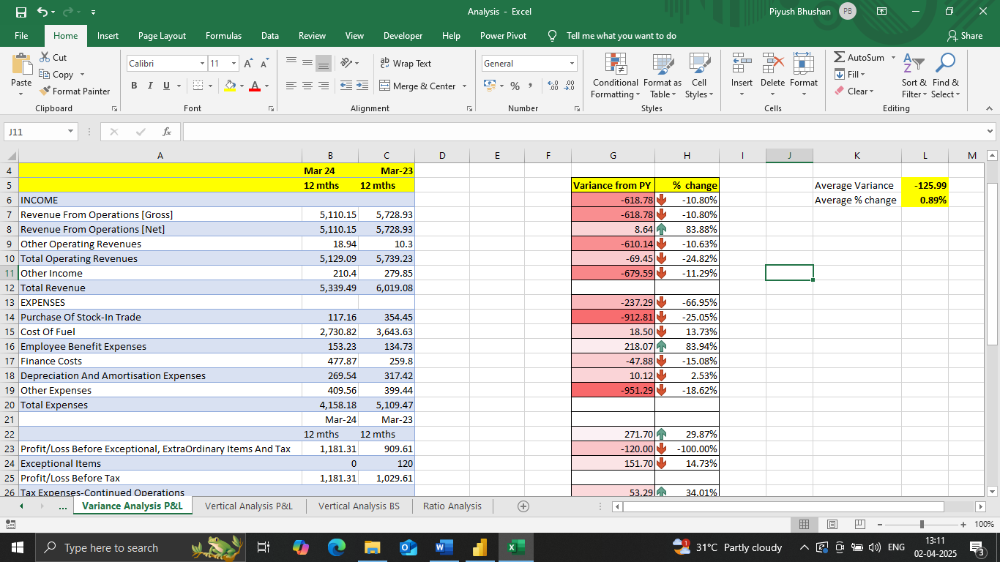 Analysis - Excel
Piyush Bhushan PB
File Home Insert Page Layout Formulas Data Review View Developer Help Power Pivot Tell me what you want to do Share
Paste
Cut
Copy
Format Painter
Clipboard
Calibri 11 A A
B I U A
Font
ab Wrap Text
Merge & Center
Alignment
General
% ,
Number
Conditional Formatting
Format as Table
Cell Styles
Styles
Insert Delete Format
Cells
AutoSum
Fill
Clear
Sort & Filter
Find & Select
Editing
J11 fx
A B C D E F G H I J K L M
4 Mar 24 Mar-23
5 12 mths 12 mths Variance from PY % change Average Variance -125.99
6 INCOME -618.78 -10.80% Average % change 0.89%
7 Revenue From Operations [Gross] 5,110.15 5,728.93 -618.78 -10.80%
8 Revenue From Operations [Net] 5,110.15 5,728.93 8.64 83.88%
9 Other Operating Revenues 18.94 10.3 -610.14 -10.63%
10 Total Operating Revenues 5,129.09 5,739.23 -69.45 -24.82%
11 Other Income 210.4 279.85 -679.59 -11.29%
12 Total Revenue 5,339.49 6,019.08
13 EXPENSES -237.29 -66.95%
14 Purchase Of Stock-In Trade 117.16 354.45 -912.81 -25.05%
15 Cost Of Fuel 2,730.82 3,643.63 18.50 13.73%
16 Employee Benefit Expenses 153.23 134.73 218.07 83.94%
17 Finance Costs 477.87 259.8 -47.88 -15.08%
18 Depreciation And Amortisation Expenses 269.54 317.42 10.12 2.53%
19 Other Expenses 409.56 399.44 -951.29 -18.62%
20 Total Expenses 4,158.18 5,109.47
21 Mar-24 Mar-23
22 12 mths 12 mths 271.70 29.87%
23 Profit/Loss Before Exceptional, ExtraOrdinary Items And Tax 1,181.31 909.61 -120.00 -100.00%
24 Exceptional Items 0 120 151.70 14.73%
25 Profit/Loss Before Tax 1,181.31 1,029.61
26 Tax Expenses-Continued Operations 53.29 34.01%
... Variance Analysis P&L Vertical Analysis P&L Vertical Analysis BS Ratio Analysis
100%
Type here to search
31°C Partly cloudy ENG 13:11
02-04-2025 3